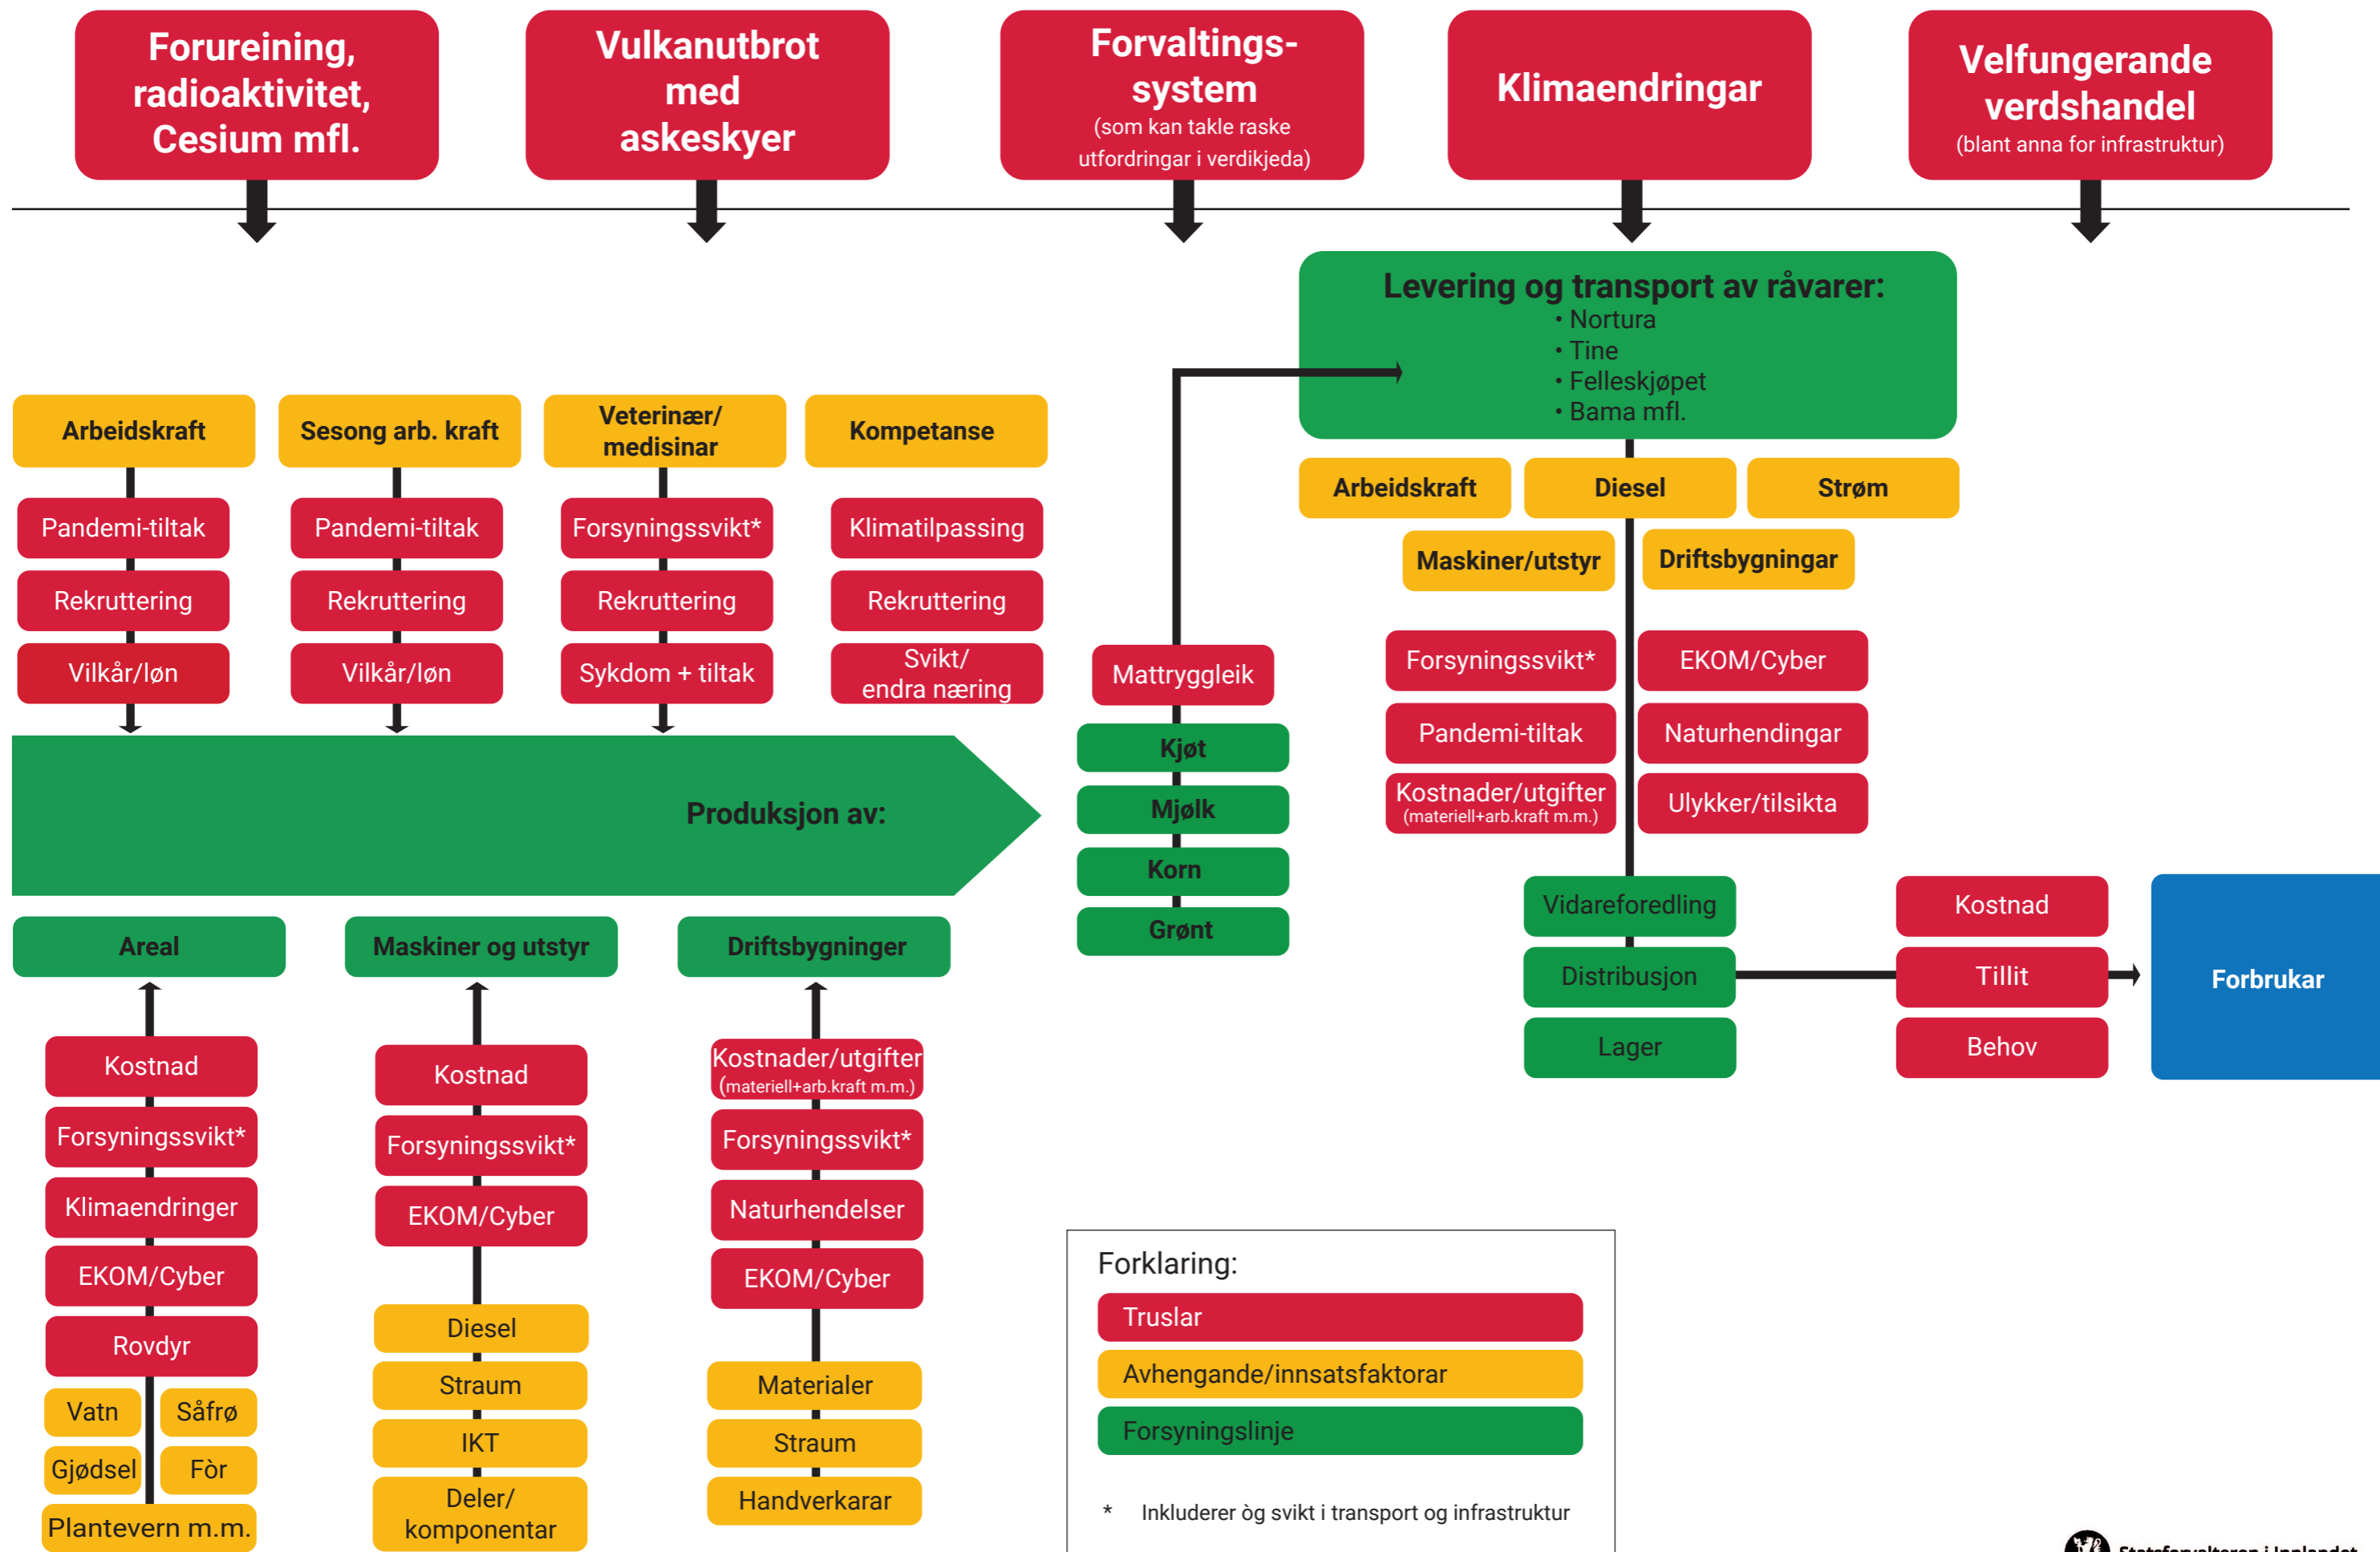 Forureining,
radioaktivitet,
Cesium mfl.
Vulkanutbrot
med
askeskyer
Forvaltings-
system
(som kan takle raske
utfordringar i verdikjeda)
Klimaendringar
Velfungerande
verdshandel
(blant anna for infrastruktur)
Levering og transport av råvarer:
• Nortura
• Tine
• Felleskjøpet
• Bama mfl.
Arbeidskraft
Pandemi-tiltak
Rekruttering
Vilkår/løn
Sesong arb. kraft
Pandemi-tiltak
Rekruttering
Vilkår/løn
Veterinær/
medisinar
Forsyningssvikt*
Rekruttering
Sykdom + tiltak
Kompetanse
Klimatilpassing
Rekruttering
Svikt/
endra næring
Arbeidskraft
Diesel
Strøm
Maskiner/utstyr
Driftsbygningar
Forsyningssvikt*
EKOM/Cyber
Pandemi-tiltak
Naturhendingar
Kostnader/utgifter
(materiell+arb.kraft m.m.)
Ulykker/tilsikta
Produksjon av:
Mattryggleik
Kjøt
Mjølk
Korn
Grønt
Vidareforedling
Distribusjon
Lager
Kostnad
Tillit
Behov
Forbrukar
Areal
Kostnad
Forsyningssvikt*
Klimaendringer
EKOM/Cyber
Rovdyr
Vatn
Såfrø
Gjødsel
Fòr
Plantevern m.m.
Maskiner og utstyr
Kostnad
Forsyningssvikt*
EKOM/Cyber
Diesel
Straum
IKT
Deler/
komponentar
Driftsbygninger
Kostnader/utgifter
(materiell+arb.kraft m.m.)
Forsyningssvikt*
Naturhendelser
EKOM/Cyber
Materialer
Straum
Handverkarar
Forklaring:
Truslar
Avhengande/innsatsfaktorar
Forsyningslinje
* Inkluderer òg svikt i transport og infrastruktur
Statsforvalteren i Innlandet